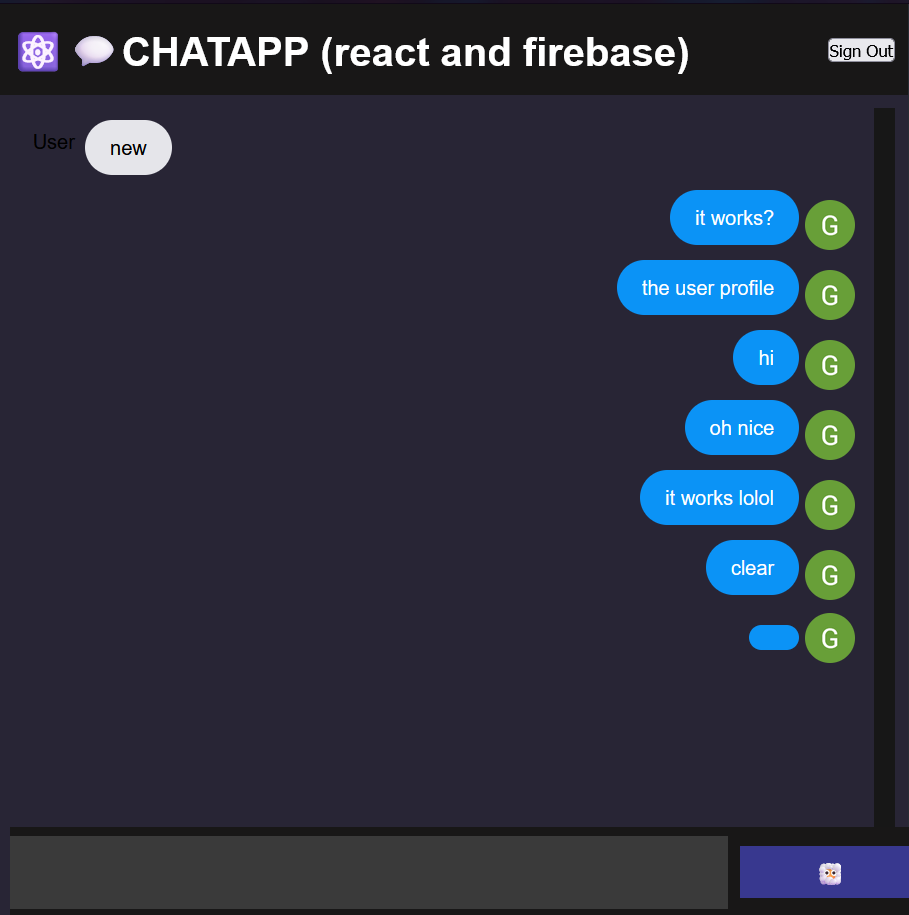 ⚛️ 💬 CHATAPP (react and firebase)
Sign Out
User new
it works? G
the user profile G
hi G
oh nice G
it works lolol G
clear G
G